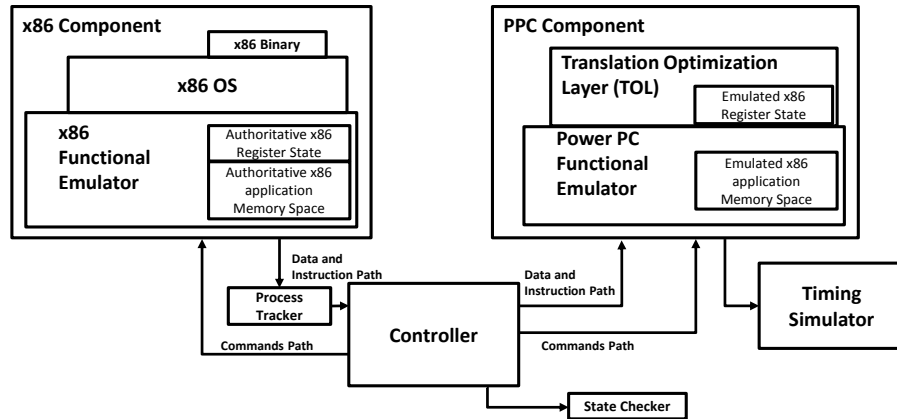 x86 Component
x86 Binary
x86 OS
x86
Functional
Emulator
Authoritative x86
Register State
Authoritative x86
application
Memory Space
PPC Component
Translation Optimization
Layer (TOL)
Emulated x86
Register State
Power PC
Functional
Emulator
Emulated x86
application
Memory Space
Data and
Instruction Path
Process
Tracker
Commands Path
Controller
Data and
Instruction Path
Commands Path
Timing
Simulator
State Checker